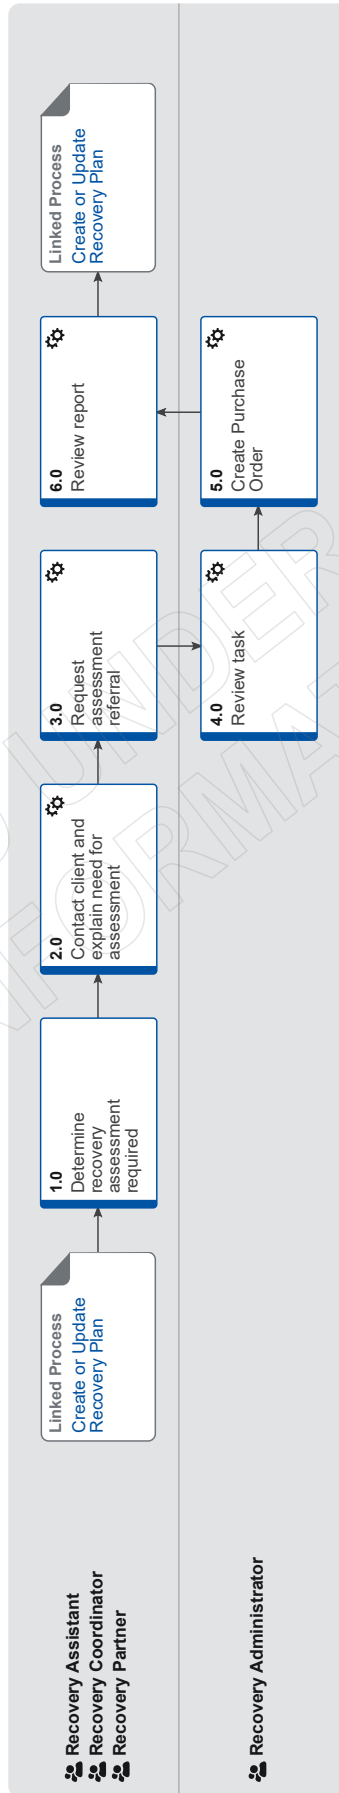 Recovery Assistant
Recovery Coordinator
Recovery Partner
Linked Process
Create or Update
Recovery Plan
1.0
Determine
recovery
assessment
required
2.0
Contact client and
explain need for
assessment
3.0
Request
assessment
referral
6.0
Review report
Linked Process
Create or Update
Recovery Plan
Recovery Administrator
4.0
Review task
5.0
Create Purchase
Order
UNDER